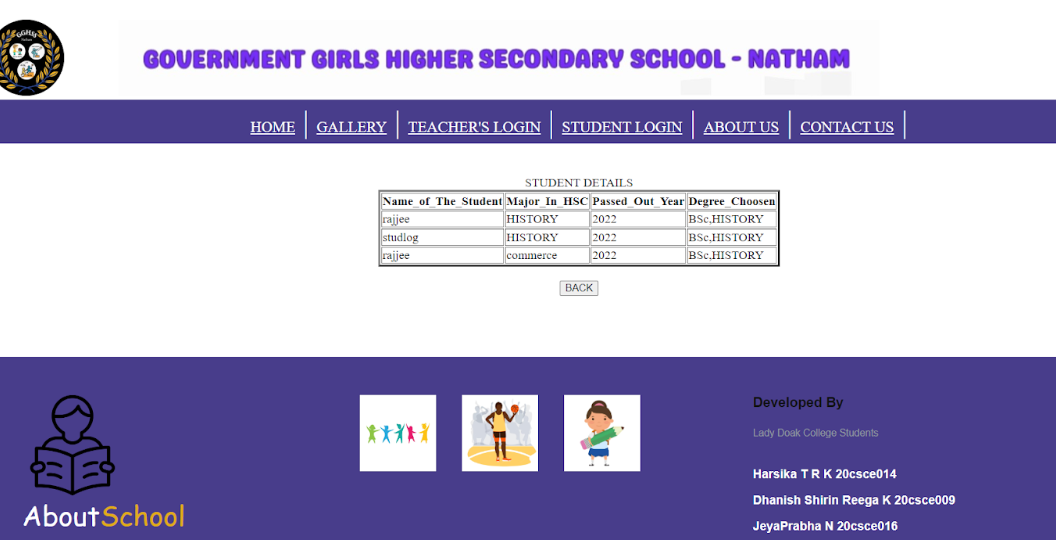 GGHSS
GOVERNMENT GIRLS HIGHER SECONDARY SCHOOL - NATHAM
HOME GALLERY TEACHER'S LOGIN STUDENT LOGIN ABOUT US CONTACT US
STUDENT DETAILS
Name_of_The_Student Major_In_HSC Passed_Out_Year Degree_Choosen
rajjee HISTORY 2022 BSc,HISTORY
studlog HISTORY 2022 BSc,HISTORY
rajjee commerce 2022 BSc,HISTORY
BACK
Developed By
Lady Doak College Students
Harsika T R K 20csce014
Dhanish Shirin Reega K 20csce009
AboutSchool
JeyaPrabha N 20csce016